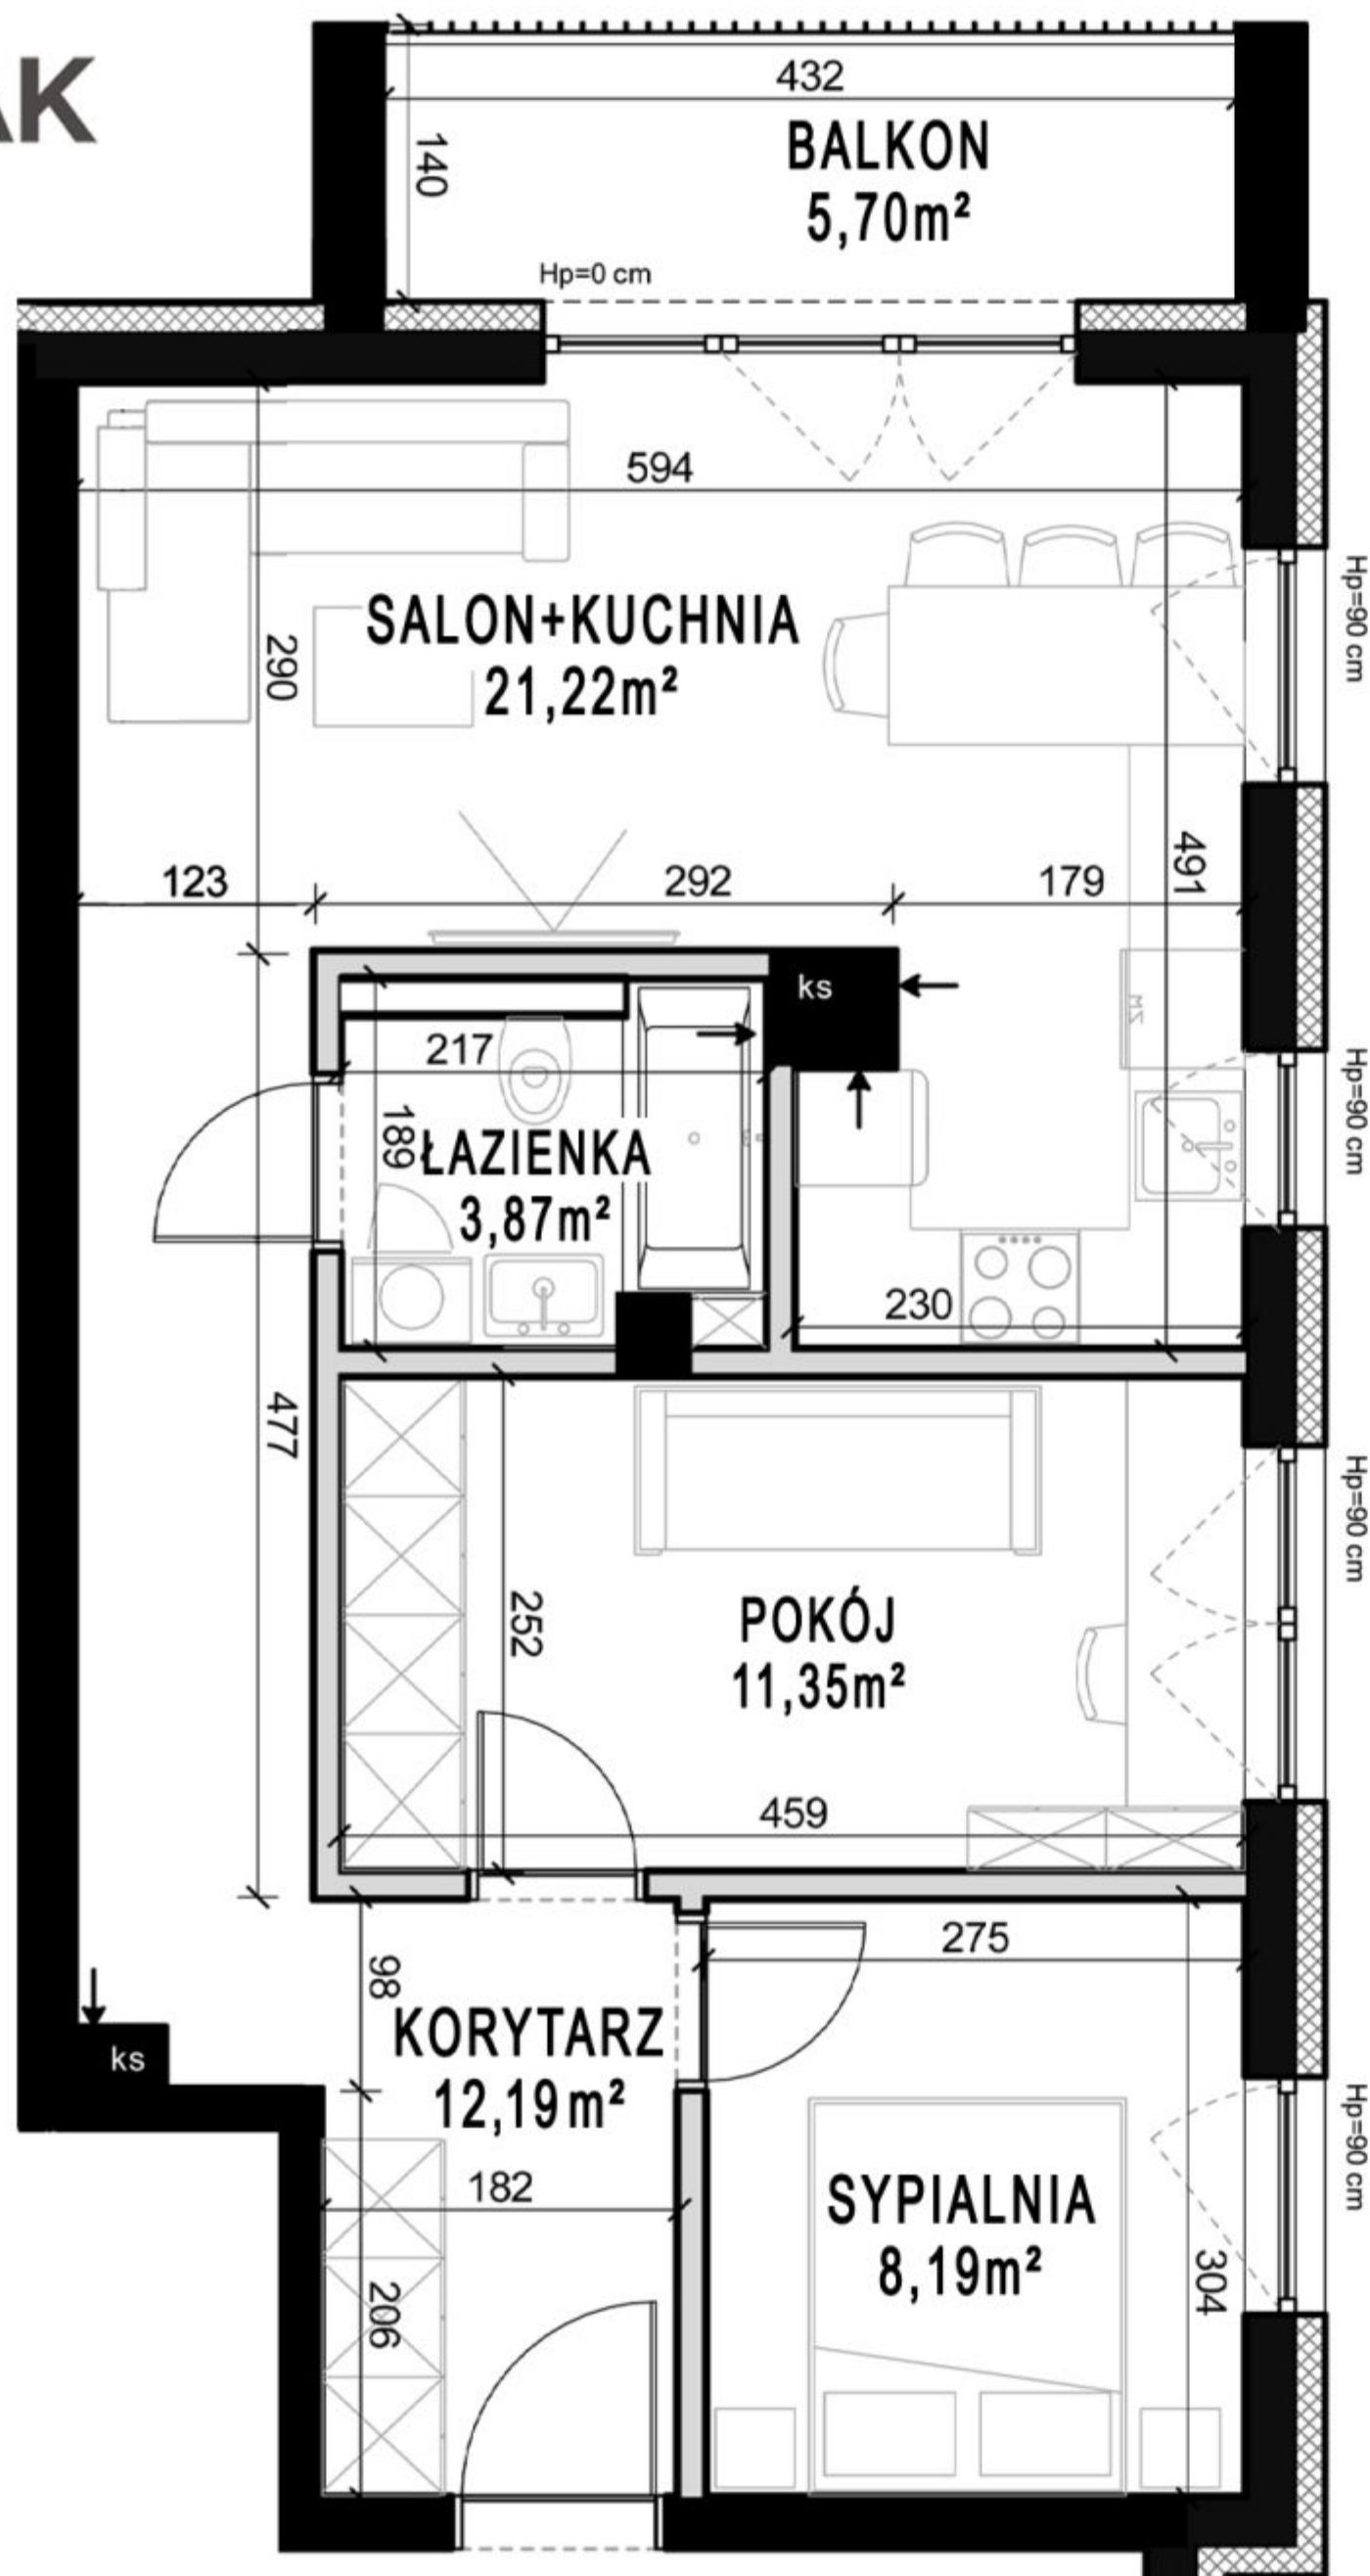 AK
432
140
BALKON
5,70m²
Hp=0 cm
594
Hp=90 cm
SALON+KUCHNIA
21,22m²
290
491
123
292
179
ks
MZ
217
Hp=90 cm
189
ŁAZIENKA
3,87m²
230
477
Hp=90 cm
252
POKÓJ
11,35m²
459
275
98
KORYTARZ
12,19m²
ks
Hp=90 cm
182
SYPIALNIA
8,19m²
206
304